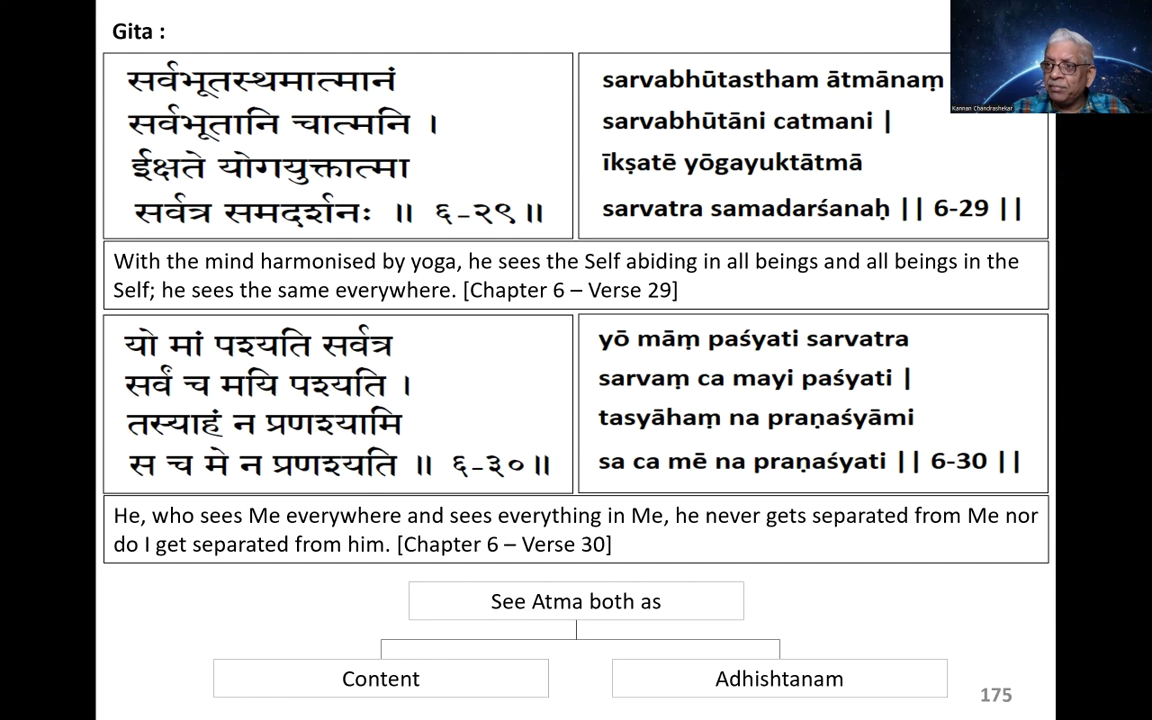 Gita :
सर्वभूतस्थमात्मानं
सर्वभूतानि चात्मनि ।
ईक्षते योगयुक्तात्मा
सर्वत्र समदर्शनः ॥ ६-२९॥
sarvabhūtastham ātmānaṃ
sarvabhūtāni catmani |
īkṣatē yōgayuktātmā
sarvatra samadarśanaḥ || 6-29 ||
Kannan Chandrashekar
With the mind harmonised by yoga, he sees the Self abiding in all beings and all beings in the
Self; he sees the same everywhere. [Chapter 6 – Verse 29]
यो मां पश्यति सर्वत्र
सर्वं च मयि पश्यति ।
तस्याहं न प्रणश्यामि
स च मे न प्रणश्यति ॥ ६-३०॥
yō māṃ paśyati sarvatra
sarvaṃ ca mayi paśyati |
tasyāhaṃ na praṇaśyāmi
sa ca mē na praṇaśyati || 6-30 ||
He, who sees Me everywhere and sees everything in Me, he never gets separated from Me nor
do I get separated from him. [Chapter 6 – Verse 30]
See Atma both as
Content
Adhishtanam
175